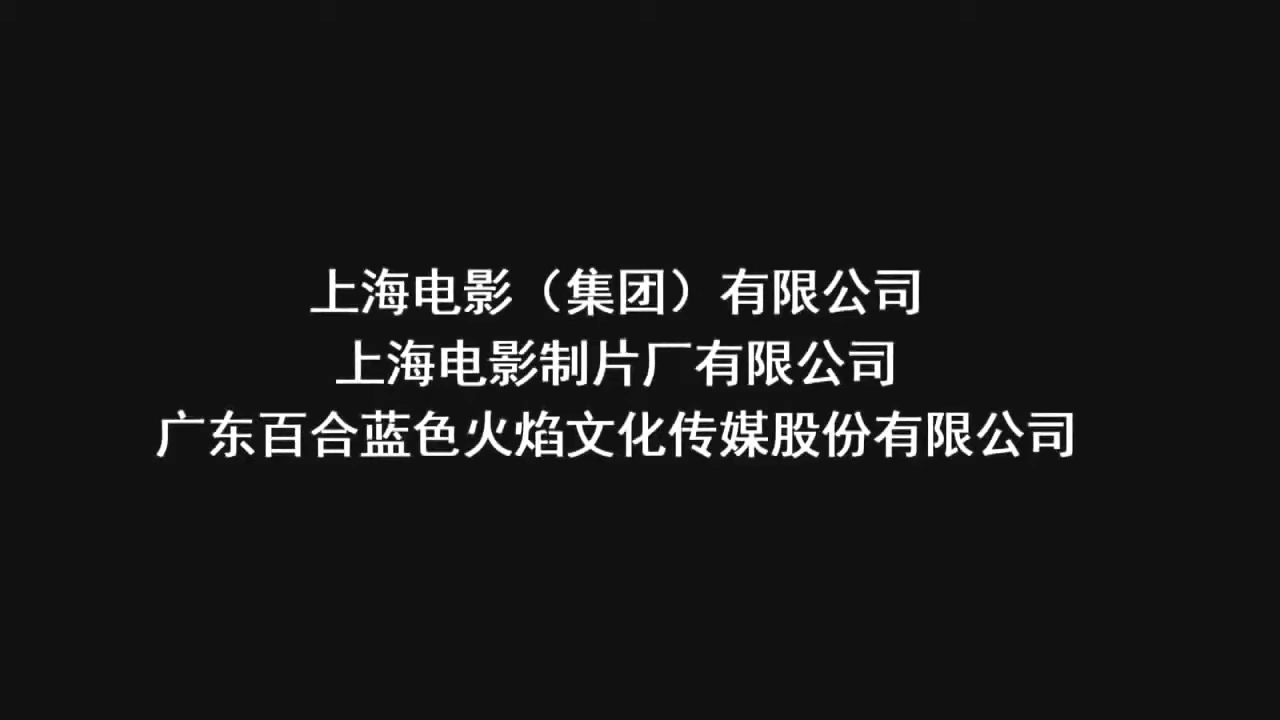 上海电影（集团）有限公司
上海电影制片厂有限公司
广东百合蓝色火焰文化传媒股份有限公司